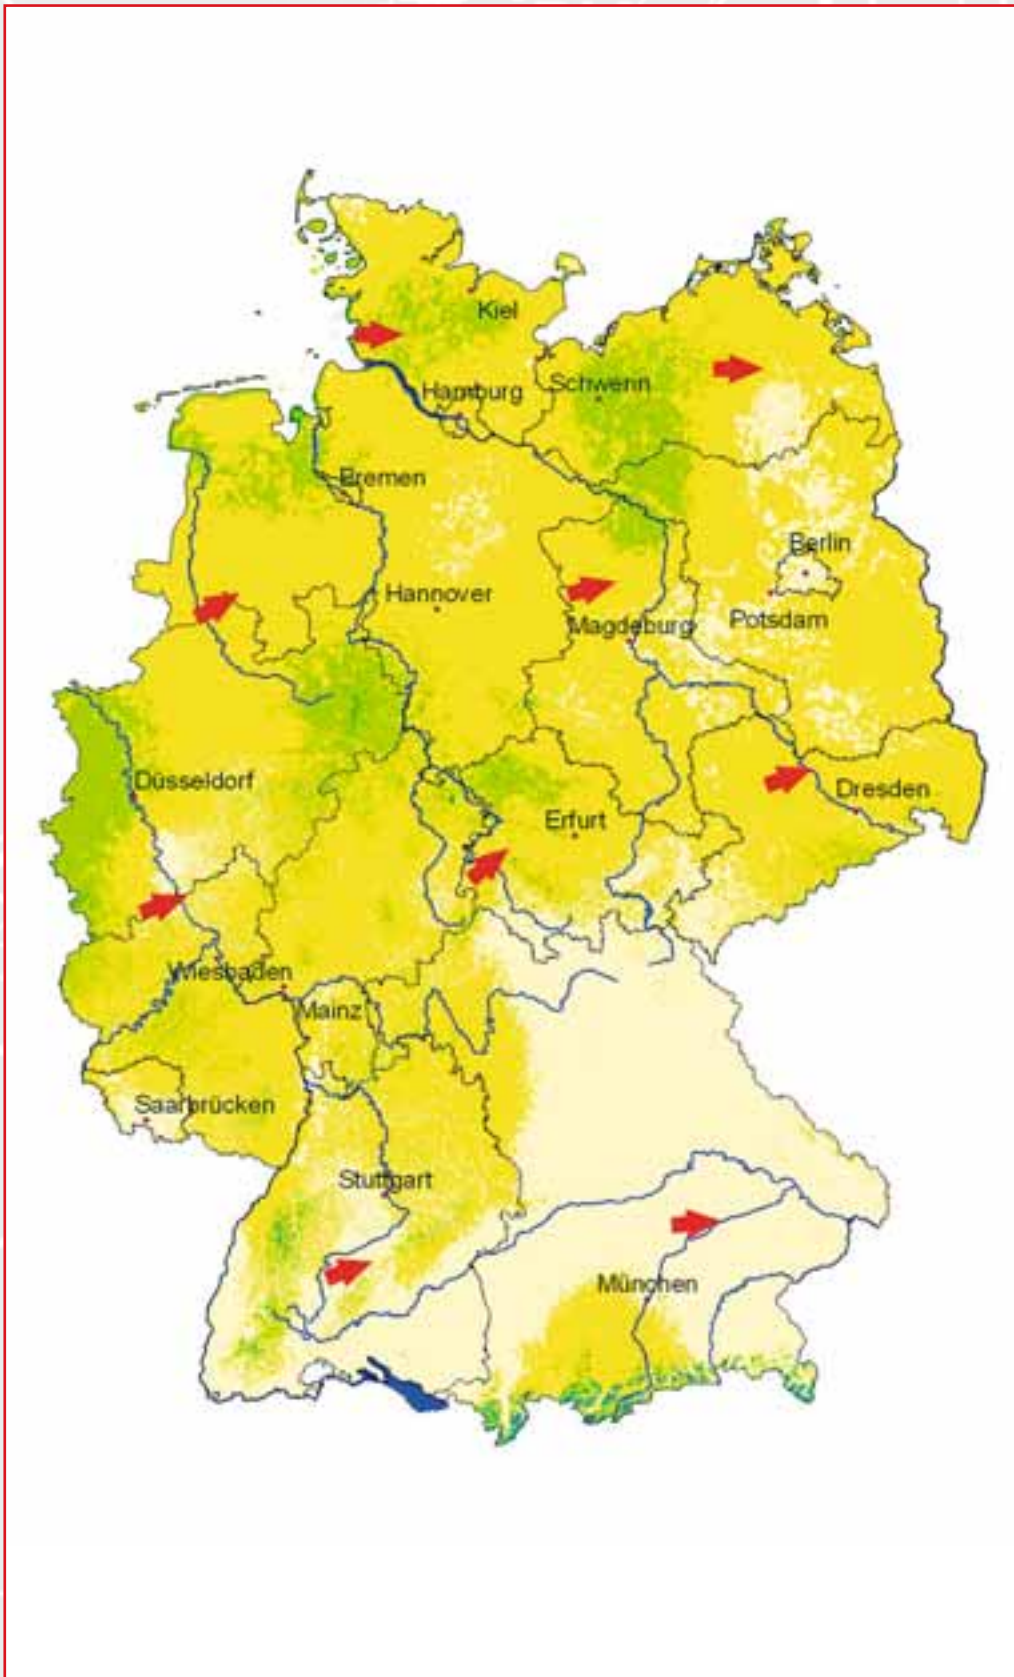 Kiel
Hamburg
Schwerin
Bremen
Berlin
Hannover
Magdeburg
Potsdam
Düsseldorf
Dresden
Erfurt
Wiesbaden
Mainz
Saarbrücken
Stuttgart
München